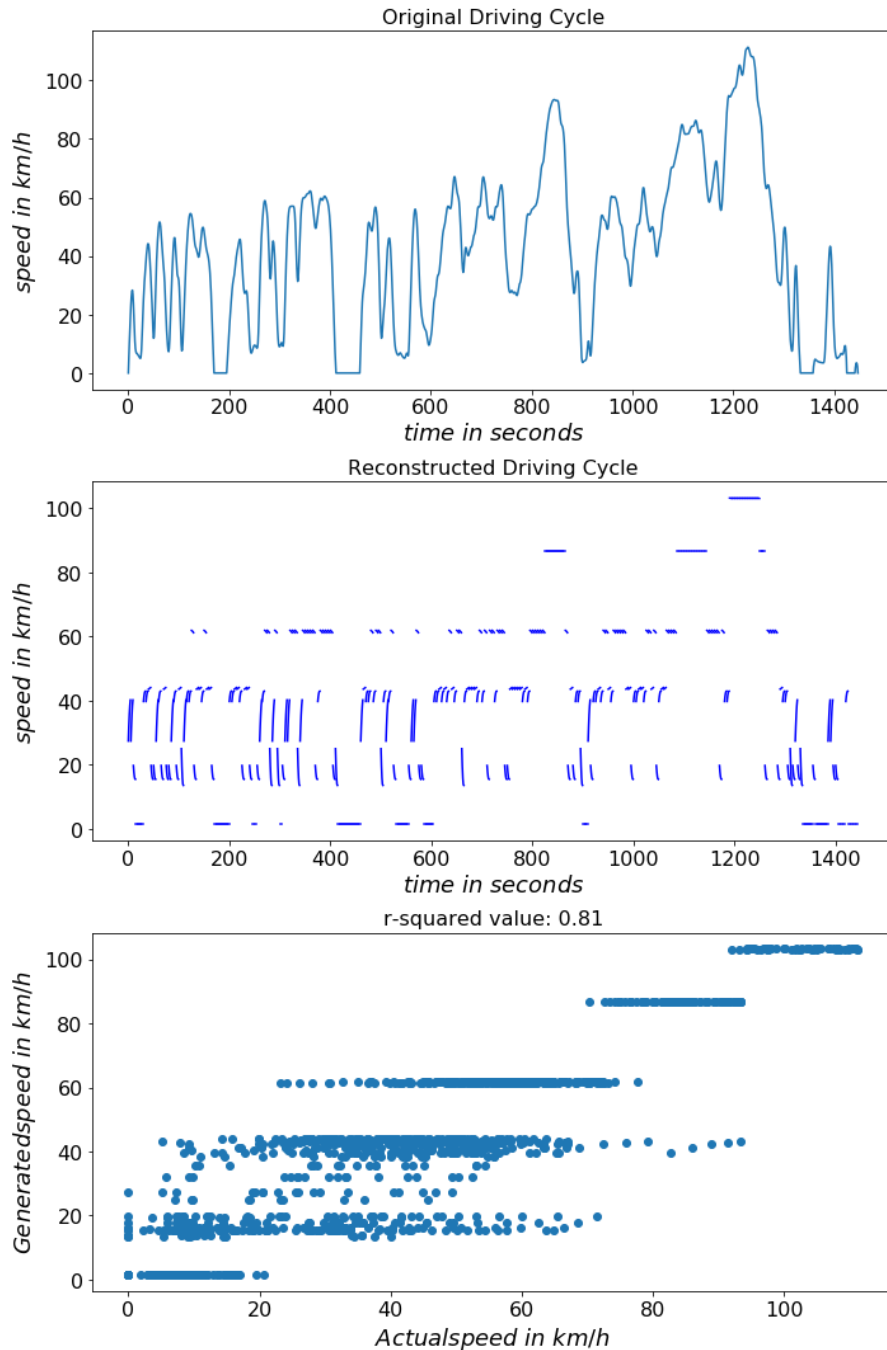 Original Driving Cycle
speed in km/h
100
80
60
40
20
0
0 200 400 600 800 1000 1200 1400
time in seconds
Reconstructed Driving Cycle
speed in km/h
100
80
60
40
20
0
0 200 400 600 800 1000 1200 1400
time in seconds
r-squared value: 0.81
Generatedspeed in km/h
100
80
60
40
20
0
0 20 40 60 80 100
Actualspeed in km/h